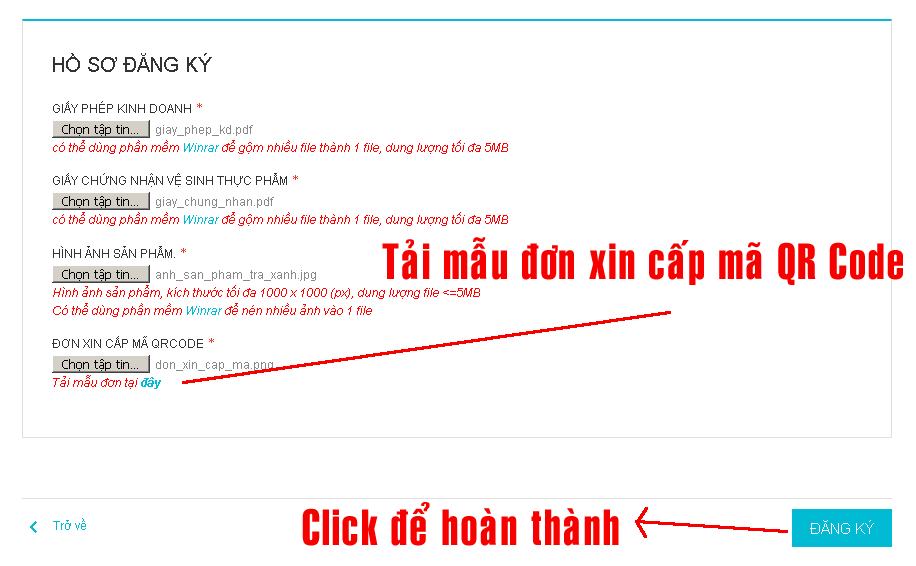 HỒ SƠ ĐĂNG KÝ
GIẤY PHÉP KINH DOANH *
Chọn tập tin... giay_phep_kd.pdf
có thể dùng phần mềm Winrar để gộm nhiều file thành 1 file, dung lượng tối đa 5MB
GIẤY CHỨNG NHẬN VỆ SINH THỰC PHẨM *
Chọn tập tin... giay_chung_nhan.pdf
có thể dùng phần mềm Winrar để gộm nhiều file thành 1 file, dung lượng tối đa 5MB
HÌNH ẢNH SẢN PHẨM. *
Tải mẫu đơn xin cấp mã QR Code
Chọn tập tin... anh_san_pham_tra_xanh.jpg
Hình ảnh sản phẩm, kích thước tối đa 1000 x 1000 (px), dung lượng file <=5MB
Có thể dùng phần mềm Winrar để nén nhiều ảnh vào 1 file
ĐƠN XIN CẤP MÃ QRCODE *
Chọn tập tin... don_xin_cap_ma.png
Tải mẫu đơn tại đây
Trở về
Click để hoàn thành
ĐĂNG KÝ